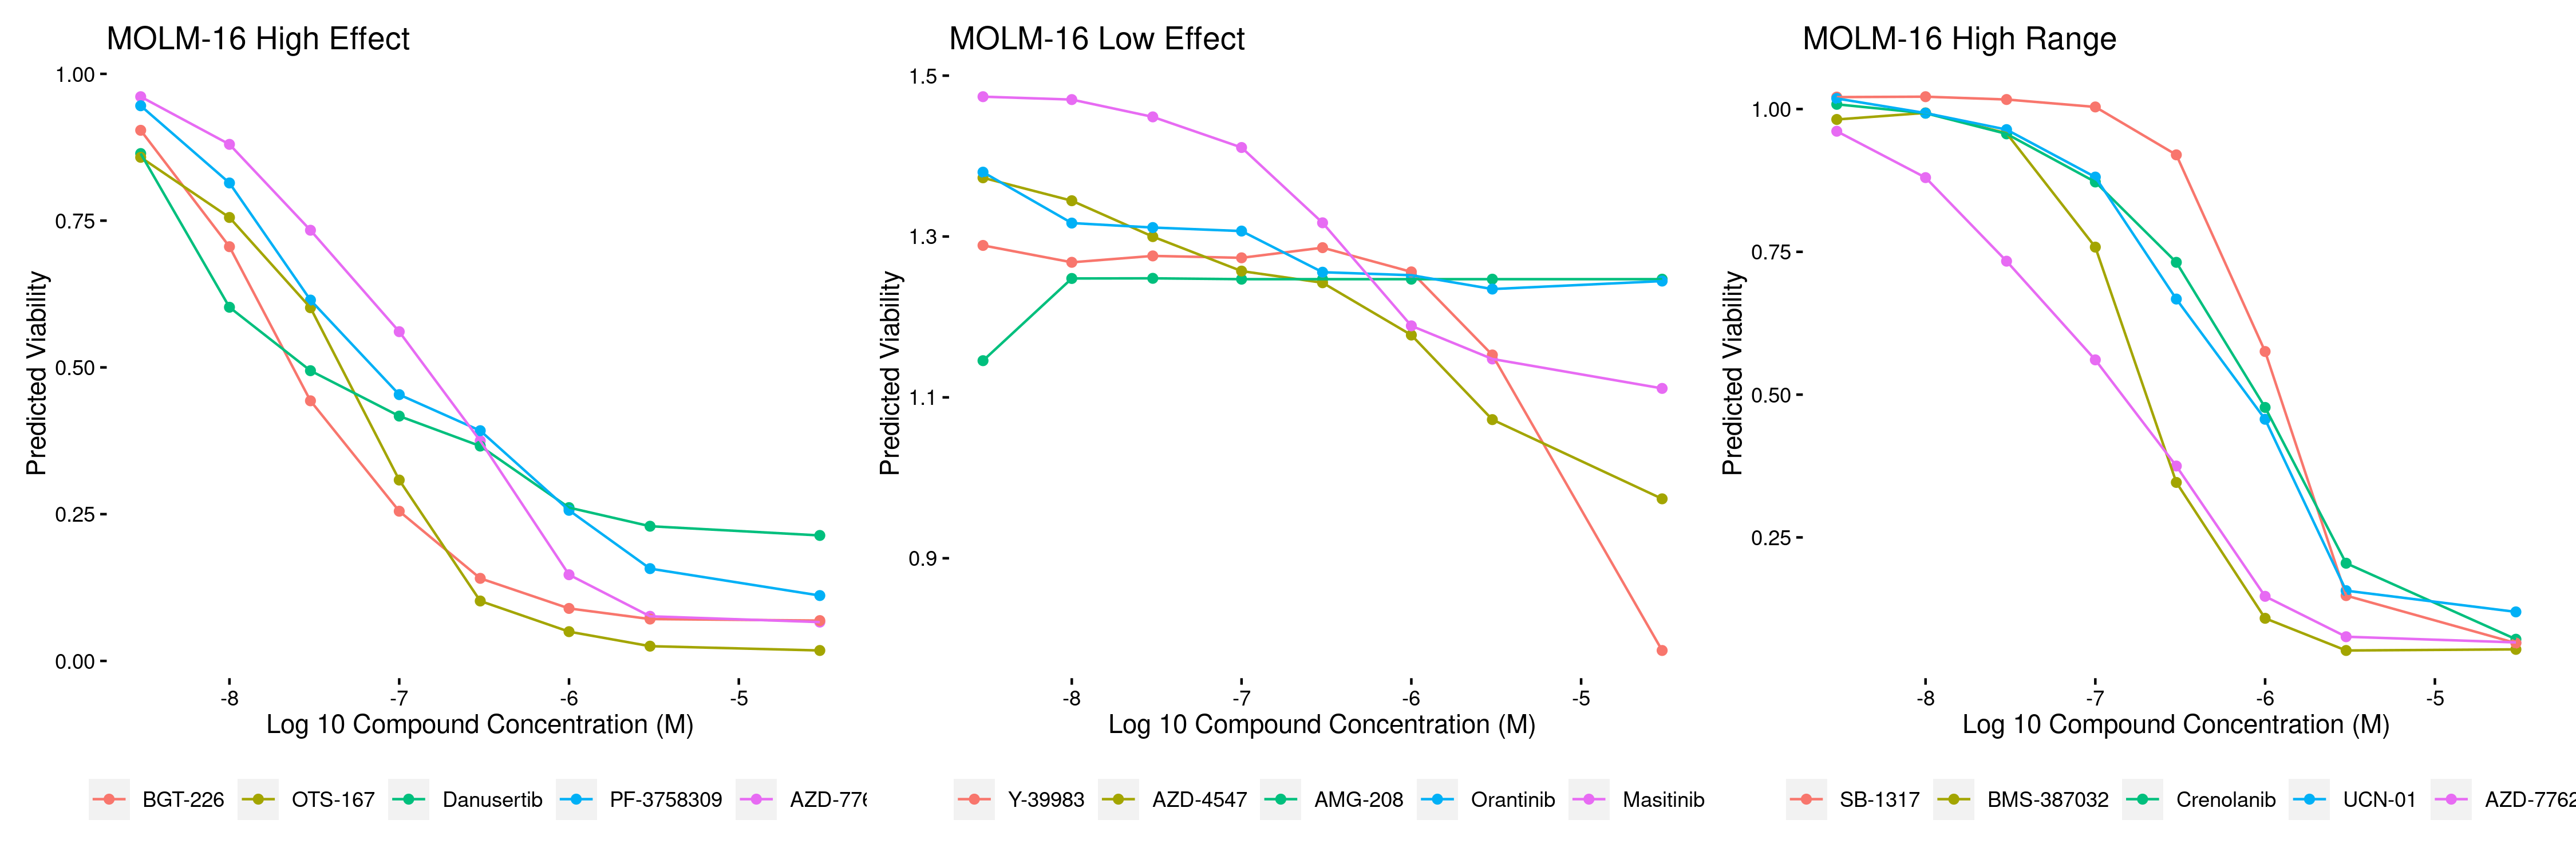 MOLM-16 High Effect
1.00
0.75
0.50
0.25
0.00
Predicted Viability
-8 -7 -6 -5
Log 10 Compound Concentration (M)
BGT-226 OTS-167 Danusertib PF-3758309 AZD-776
MOLM-16 Low Effect
1.5
1.3
1.1
0.9
Predicted Viability
-8 -7 -6 -5
Log 10 Compound Concentration (M)
Y-39983 AZD-4547 AMG-208 Orantinib Masitinib
MOLM-16 High Range
1.00
0.75
0.50
0.25
Predicted Viability
-8 -7 -6 -5
Log 10 Compound Concentration (M)
SB-1317 BMS-387032 Crenolanib UCN-01 AZD-7762